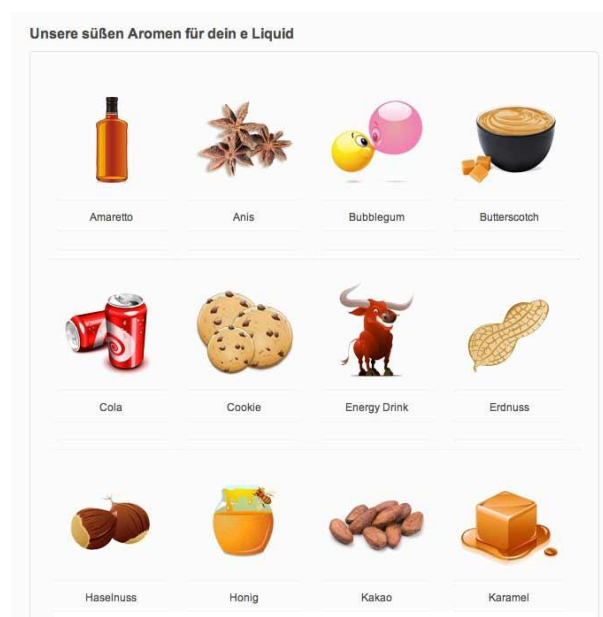 Unsere süßen Aromen für dein e Liquid
Amaretto
Anis
Bubblegum
Butterscotch
Cola
Cookie
Energy Drink
Erdnuss
Haselnuss
Honig
Kakao
Karamel